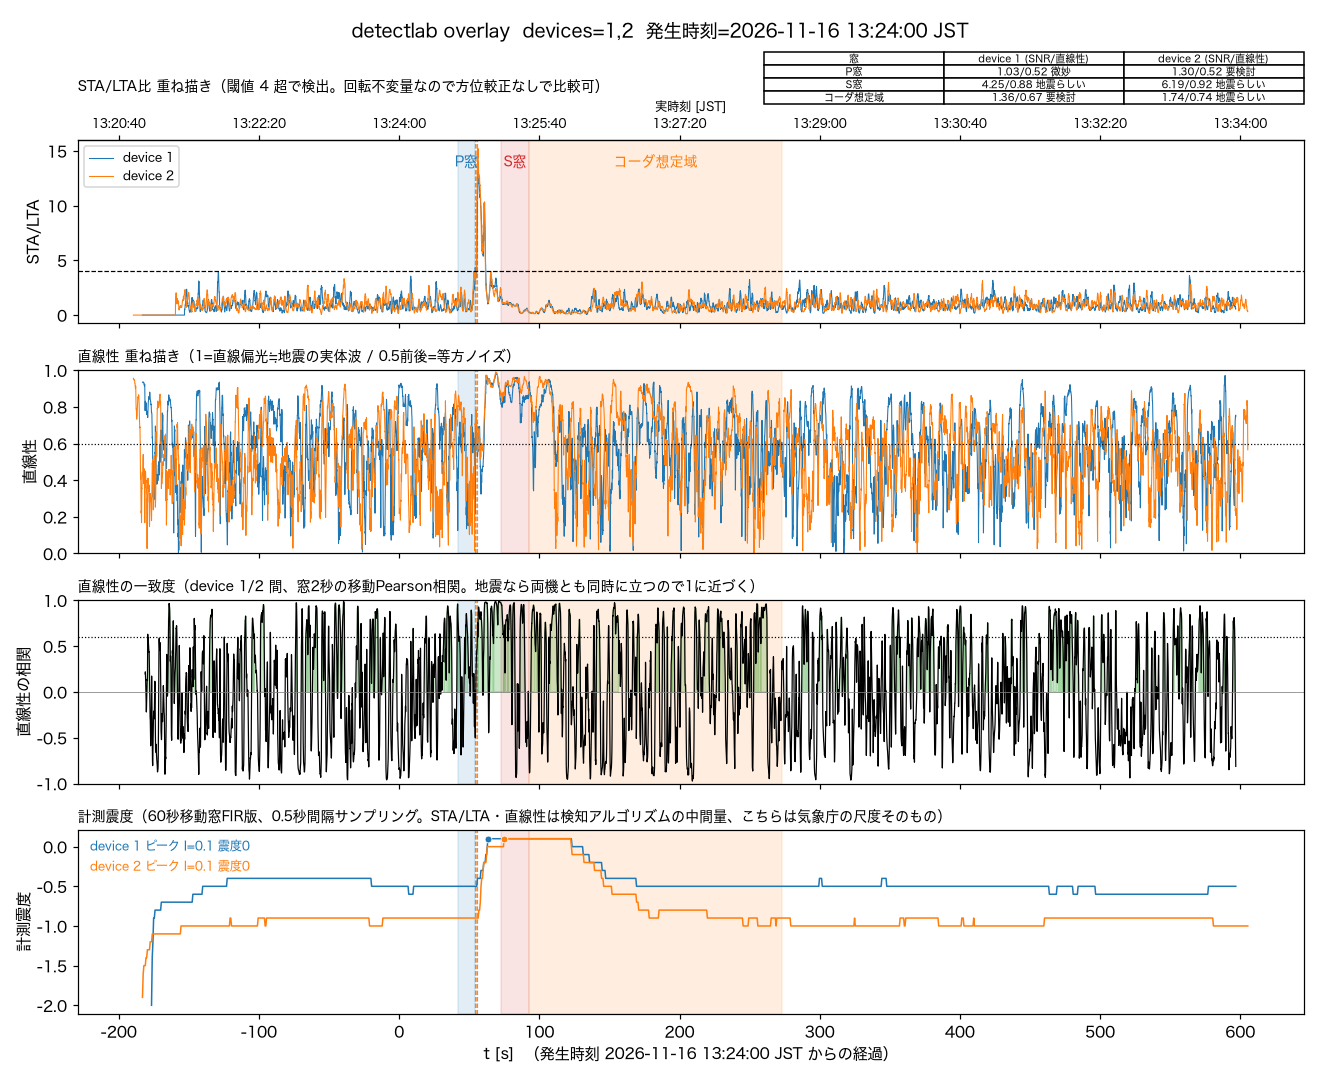 detectlab overlay devices=1,2 発生時刻=2026-11-16 13:24:00 JST
窓 device 1 (SNR/直線性) device 2 (SNR/直線性)
P窓 1.03/0.52 微妙 1.30/0.52 要検討
S窓 4.25/0.88 地震らしい 6.19/0.92 地震らしい
コーダ想定域 1.36/0.67 要検討 1.74/0.74 地震らしい
STA/LTA比 重ね描き（閾値 4 超で検出。回転不変量なので方位較正なしで比較可）
実時刻 [JST]
13:20:40 13:22:20 13:24:00 13:25:40 13:27:20 13:29:00 13:30:40 13:32:20 13:34:00
device 1
device 2
P窓 S窓 コーダ想定域
STA/LTA
15
10
5
0
直線性 重ね描き（1=直線偏光≒地震の実体波 / 0.5前後=等方ノイズ）
直線性
1.0
0.8
0.6
0.4
0.2
0.0
直線性の一致度（device 1/2 間、窓2秒の移動Pearson相関。地震なら両機とも同時に立つので1に近づく）
直線性の相関
1.0
0.5
0.0
-0.5
-1.0
計測震度（60秒移動窓FIR版、0.5秒間隔サンプリング。STA/LTA・直線性は検知アルゴリズムの中間量、こちらは気象庁の尺度そのもの）
device 1 ピーク I=0.1 震度0
device 2 ピーク I=0.1 震度0
計測震度
0.0
-0.5
-1.0
-1.5
-2.0
-200 -100 0 100 200 300 400 500 600
t [s] （発生時刻 2026-11-16 13:24:00 JST からの経過）